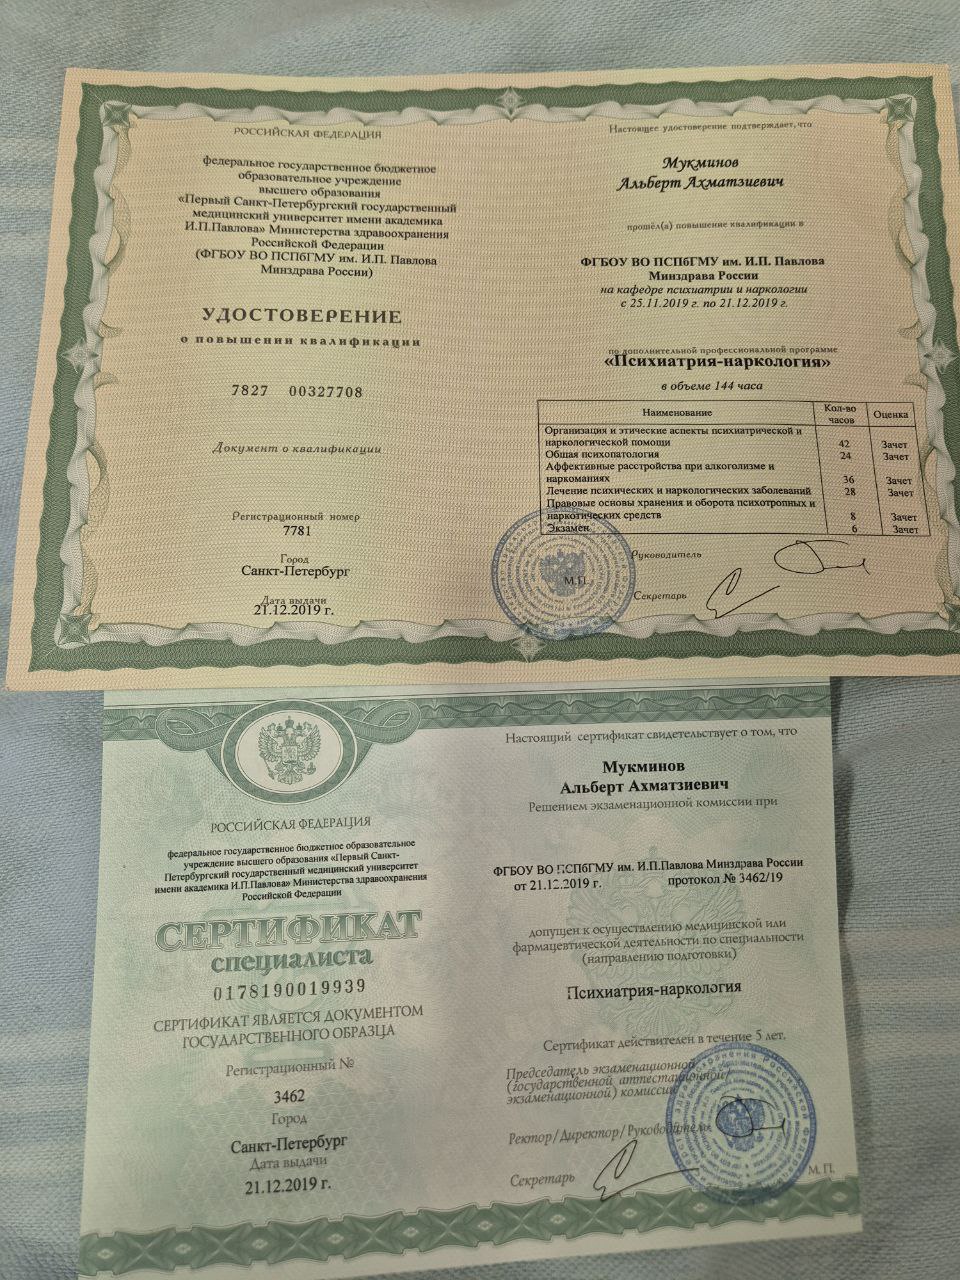 РОССИЙСКАЯ ФЕДЕРАЦИЯ
федеральное государственное бюджетное
образовательное учреждение
высшего образования
«Первый Санкт-Петербургский государственный
медицинский университет имени академика
И.П.Павлова» Министерства здравоохранения
Российской Федерации
(ФГБОУ ВО ПСПбГМУ им. И.П. Павлова
Минздрава России)
УДОСТОВЕРЕНИЕ
о повышении квалификации
7827 00327708
Документ о квалификации
Регистрационный номер
7781
Город
Санкт-Петербург
Дата выдачи
21.12.2019 г.
Настоящее удостоверение подтверждает, что
Мукминов
Альберт Ахматзиевич
прошёл(а) повышение квалификации в
ФГБОУ ВО ПСПбГМУ им. И.П. Павлова
Минздрава России
на кафедре психиатрии и наркологии
с 25.11.2019 г. по 21.12.2019 г.
по дополнительной профессиональной программе
«Психиатрия-наркология»
в объеме 144 часа
Наименование Кол-во часов Оценка
Организация и этические аспекты психиатрической и
наркологической помощи 42 Зачет
Общая психопатология 24 Зачет
Аффективные расстройства при алкоголизме и
наркоманиях 36 Зачет
Лечение психических и наркологических заболеваний 28 Зачет
Правовые основы хранения и оборота психотропных и
наркотических средств 8 Зачет
Экзамен 6 Зачет
Руководитель
М.П.
Секретарь
РОССИЙСКАЯ ФЕДЕРАЦИЯ
федеральное государственное бюджетное образовательное
учреждение высшего образования «Первый Санкт-
Петербургский государственный медицинский университет
имени академика И.П.Павлова» Министерства здравоохранения
Российской Федерации
СЕРТИФИКАТ
специалиста
0178190019939
СЕРТИФИКАТ ЯВЛЯЕТСЯ ДОКУМЕНТОМ
ГОСУДАРСТВЕННОГО ОБРАЗЦА
Регистрационный №
3462
Город
Санкт-Петербург
Дата выдачи
21.12.2019 г.
Настоящий сертификат свидетельствует о том, что
Мукминов
Альберт Ахматзиевич
Решением экзаменационной комиссии при
ФГБОУ ВО ПСПбГМУ им. И.П.Павлова Минздрава России
от 21.12.2019 г. протокол № 3462/19
допущен к осуществлению медицинской или
фармацевтической деятельности по специальности
(направлению подготовки)
Психиатрия-наркология
Сертификат действителен в течение 5 лет.
Председатель экзаменационной
(государственной аттестационной/
экзаменационной) комиссии
Ректор/Директор/Руководитель
Секретарь
М. П.